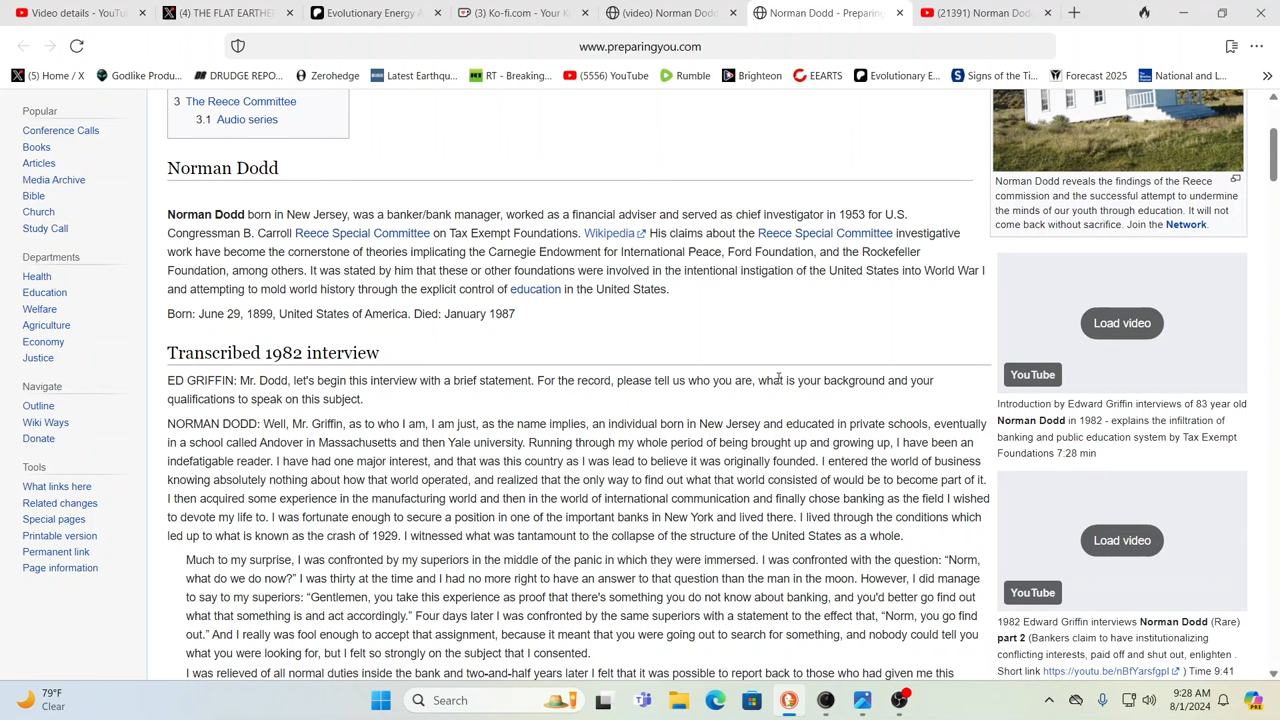 Video details - YouTu
(4) THE FLAT EARTHE
Evolutionary Energy A
(3) Ko-fi.com - Your K
(video) Norman Dodd
Norman Dodd - Preparing
(21391) Norman Dod
www.preparingyou.com
(5) Home / X
Godlike Produ...
DRUDGE REPO...
Zerohedge
Latest Earthqu...
RT - Breaking...
(5556) YouTube
Rumble
Brighteon
EEARTS
Evolutionary E...
Signs of the Ti...
Forecast 2025
National and L...
Popular
Conference Calls
Books
Articles
Media Archive
Bible
Church
Study Call
Departments
Health
Education
Welfare
Agriculture
Economy
Justice
Navigate
Outline
Wiki Ways
Donate
Tools
What links here
Related changes
Special pages
Printable version
Permanent link
Page information
3 The Reece Committee
3.1 Audio series
Norman Dodd
Norman Dodd born in New Jersey, was a banker/bank manager, worked as a financial adviser and served as chief investigator in 1953 for U.S.
Congressman B. Carroll Reece Special Committee on Tax Exempt Foundations. Wikipedia His claims about the Reece Special Committee investigative
work have become the cornerstone of theories implicating the Carnegie Endowment for International Peace, Ford Foundation, and the Rockefeller
Foundation, among others. It was stated by him that these or other foundations were involved in the intentional instigation of the United States into World War I
and attempting to mold world history through the explicit control of education in the United States.
Born: June 29, 1899, United States of America. Died: January 1987
Transcribed 1982 interview
ED GRIFFIN: Mr. Dodd, let's begin this interview with a brief statement. For the record, please tell us who you are, what is your background and your
qualifications to speak on this subject.
NORMAN DODD: Well, Mr. Griffin, as to who I am, I am just, as the name implies, an individual born in New Jersey and educated in private schools, eventually
in a school called Andover in Massachusetts and then Yale university. Running through my whole period of being brought up and growing up, I have been an
indefatigable reader. I have had one major interest, and that was this country as I was lead to believe it was originally founded. I entered the world of business
knowing absolutely nothing about how that world operated, and realized that the only way to find out what that world consisted of would be to become part of it.
I then acquired some experience in the manufacturing world and then in the world of international communication and finally chose banking as the field I wished
to devote my life to. I was fortunate enough to secure a position in one of the important banks in New York and lived there. I lived through the conditions which
led up to what is known as the crash of 1929. I witnessed what was tantamount to the collapse of the structure of the United States as a whole.
Much to my surprise, I was confronted by my superiors in the middle of the panic in which they were immersed. I was confronted with the question: “Norm,
what do we do now?” I was thirty at the time and I had no more right to have an answer to that question than the man in the moon. However, I did manage
to say to my superiors: “Gentlemen, you take this experience as proof that there's something you do not know about banking, and you'd better go find out
what that something is and act accordingly.” Four days later I was confronted by the same superiors with a statement to the effect that, “Norm, you go find
out.” And I really was fool enough to accept that assignment, because it meant that you were going out to search for something, and nobody could tell you
what you were looking for, but I felt so strongly on the subject that I consented.
I was relieved of all normal duties inside the bank and two-and-half years later I felt that it was possible to report back to those who had given me this
Norman Dodd reveals the findings of the Reece
commission and the successful attempt to undermine
the minds of our youth through education. It will not
come back without sacrifice. Join the Network.
Load video
YouTube
Introduction by Edward Griffin interviews of 83 year old
Norman Dodd in 1982 - explains the infiltration of
banking and public education system by Tax Exempt
Foundations 7:28 min
Load video
YouTube
1982 Edward Griffin interviews Norman Dodd (Rare)
part 2 (Bankers claim to have institutionalizing
conflicting interests, paid off and shut out, enlighten .
Short link https://youtu.be/nBfYarsfgpI ) Time 9:41
79°F
Clear
Search
9:28 AM
8/1/2024
PRE